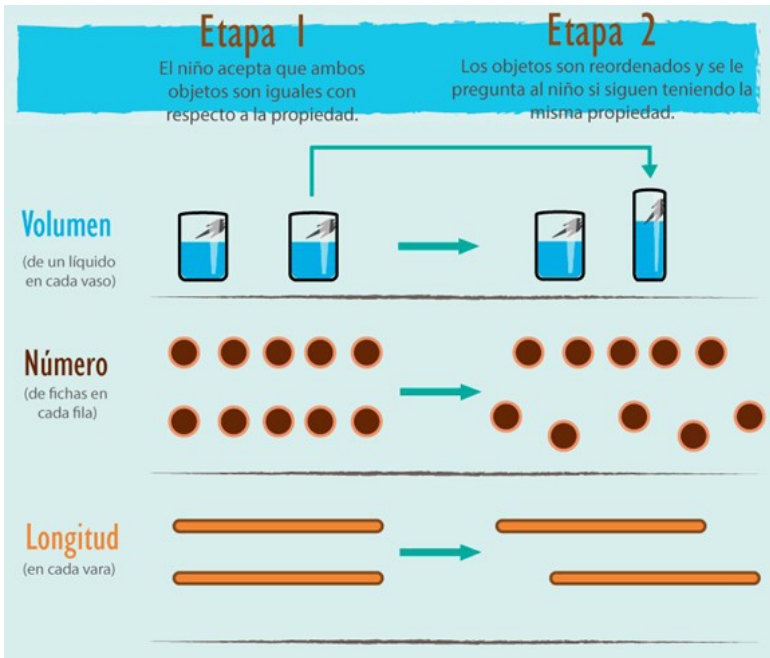 Etapa 1
El niño acepta que ambos
objetos son iguales con
respecto a la propiedad.
Etapa 2
Los objetos son reordenados y se le
pregunta al niño si siguen teniendo la
misma propiedad.
Volumen
(de un líquido
en cada vaso)
Número
(de fichas en
cada fila)
Longitud
(en cada vara)